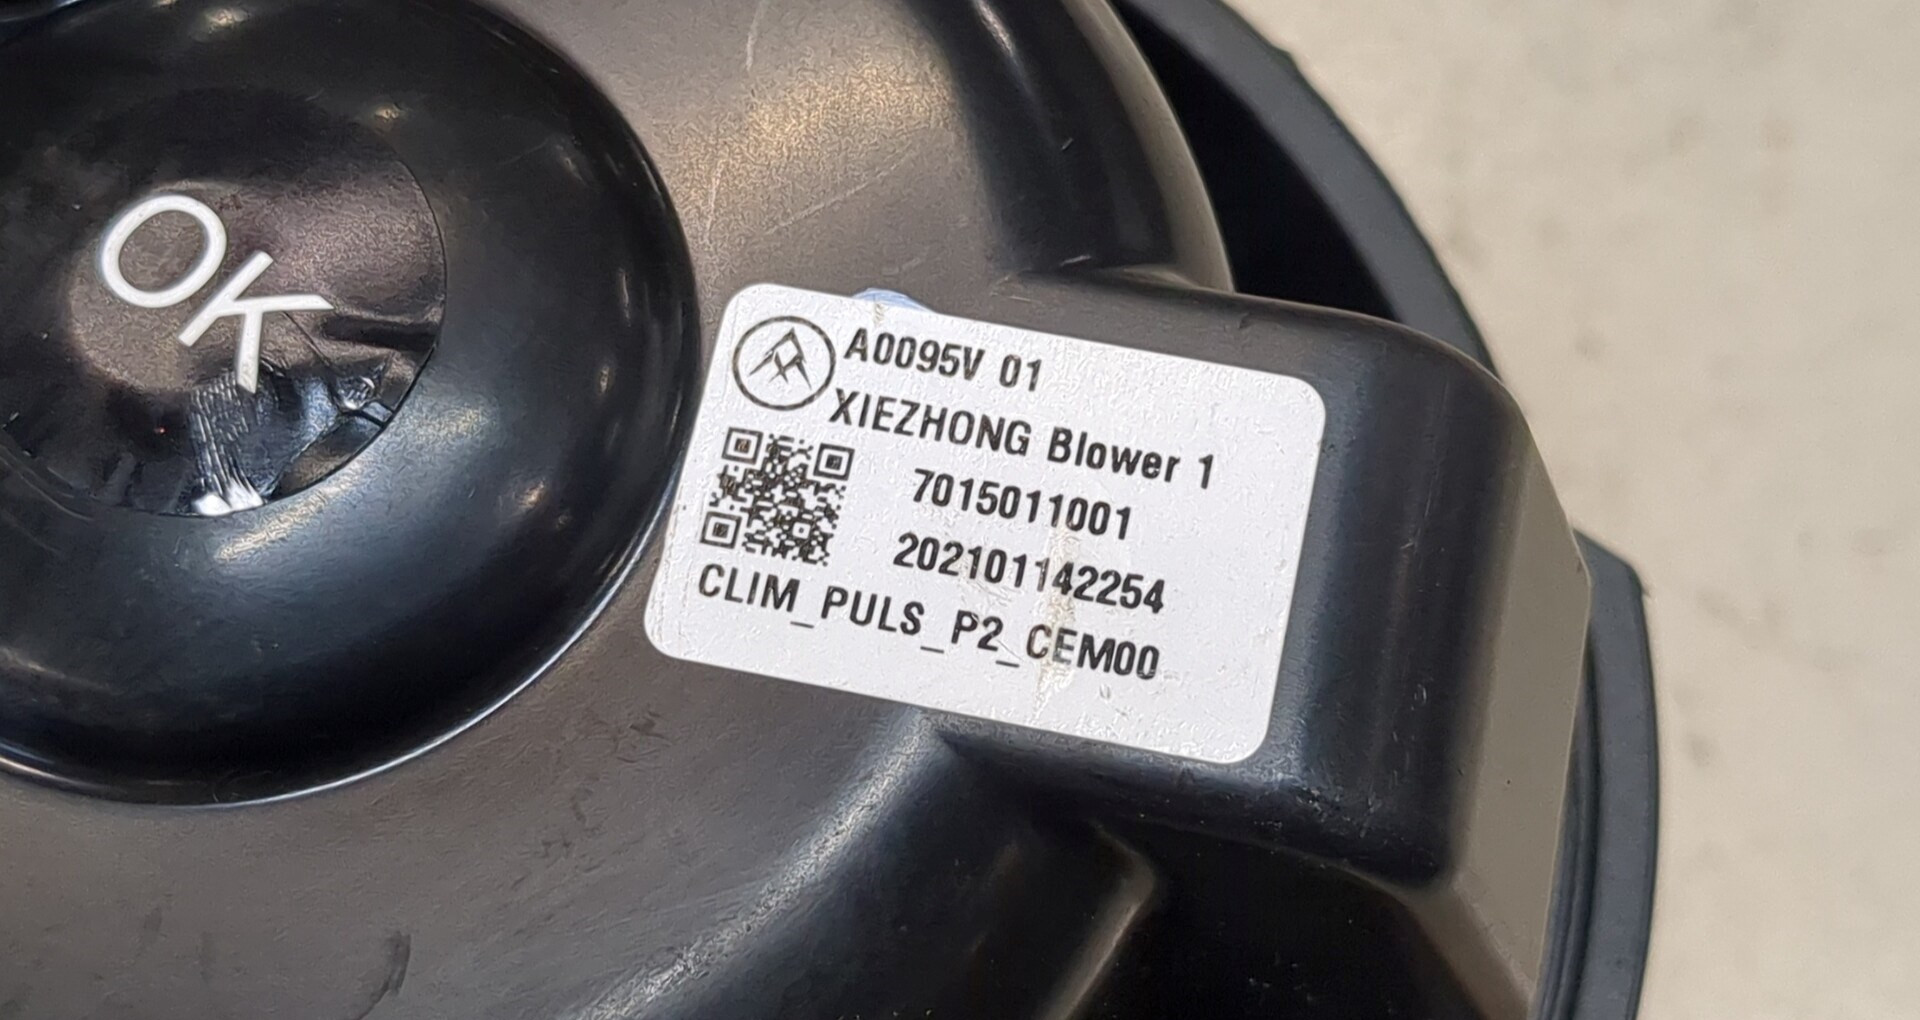 OK
A0095V 01
XIEZHONG Blower 1
7015011001
202101142254
CLIM_PULS_P2_CEM00